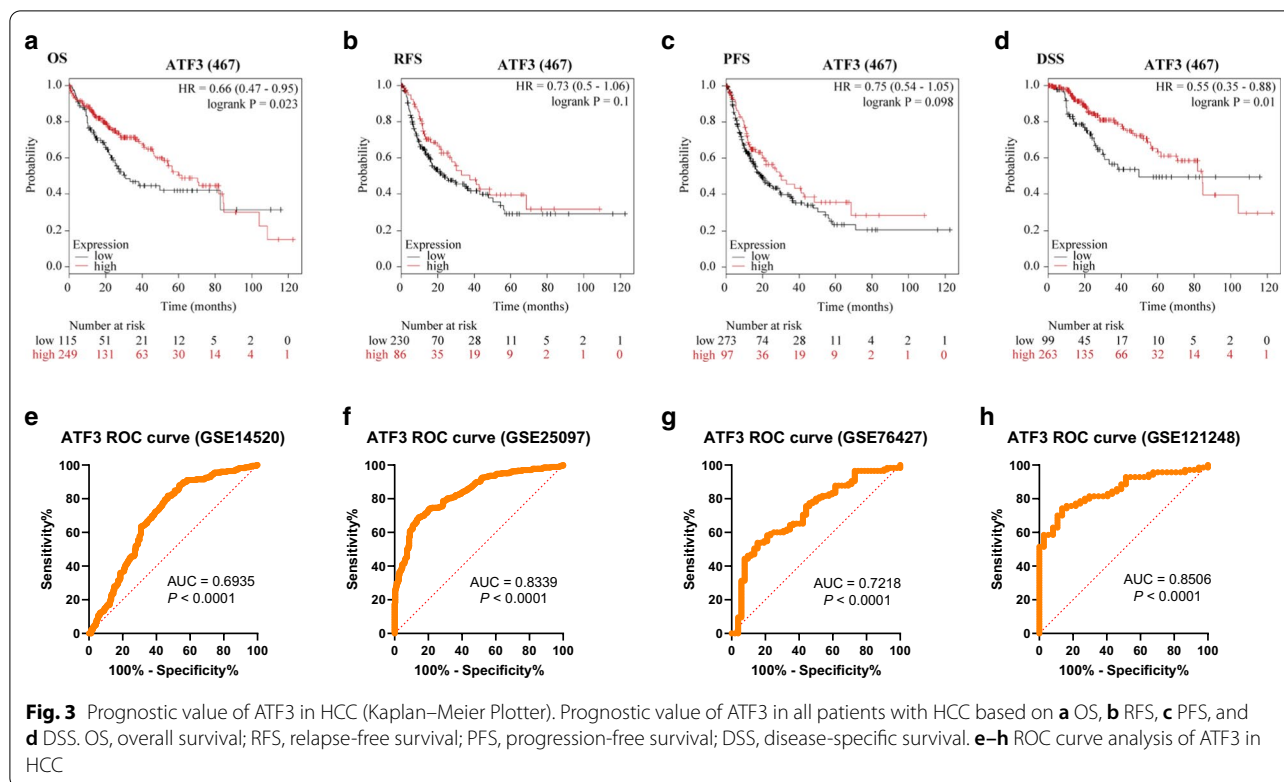 a
OS
ATF3 (467)
HR = 0.66 (0.47 - 0.95)
logrank P = 0.023
Probability
1.0
0.8
0.6
0.4
0.2
0.0
Expression
low
high
0 20 40 60 80 100 120
Time (months)
Number at risk
low 115 51 21 12 5 2 0
high 249 131 63 30 14 4 1
b
RFS
ATF3 (467)
HR = 0.73 (0.5 - 1.06)
logrank P = 0.1
Probability
1.0
0.8
0.6
0.4
0.2
0.0
Expression
low
high
0 20 40 60 80 100 120
Time (months)
Number at risk
low 230 70 28 11 5 2 1
high 86 35 19 9 2 1 0
c
PFS
ATF3 (467)
HR = 0.75 (0.54 - 1.05)
logrank P = 0.098
Probability
1.0
0.8
0.6
0.4
0.2
0.0
Expression
low
high
0 20 40 60 80 100 120
Time (months)
Number at risk
low 273 74 28 11 4 2 1
high 97 36 19 9 2 1 0
d
DSS
ATF3 (467)
HR = 0.55 (0.35 - 0.88)
logrank P = 0.01
Probability
1.0
0.8
0.6
0.4
0.2
0.0
Expression
low
high
0 20 40 60 80 100 120
Time (months)
Number at risk
low 99 45 17 10 5 2 0
high 263 135 66 32 14 4 1
e
ATF3 ROC curve (GSE14520)
Sensitivity%
100
80
60
40
20
0
AUC = 0.6935
P < 0.0001
0 20 40 60 80 100
100% - Specificity%
f
ATF3 ROC curve (GSE25097)
Sensitivity%
100
80
60
40
20
0
AUC = 0.8339
P < 0.0001
0 20 40 60 80 100
100% - Specificity%
g
ATF3 ROC curve (GSE76427)
Sensitivity%
100
80
60
40
20
0
AUC = 0.7218
P < 0.0001
0 20 40 60 80 100
100% - Specificity%
h
ATF3 ROC curve (GSE121248)
Sensitivity%
100
80
60
40
20
0
AUC = 0.8506
P < 0.0001
0 20 40 60 80 100
100% - Specificity%
Fig. 3 Prognostic value of ATF3 in HCC (Kaplan–Meier Plotter). Prognostic value of ATF3 in all patients with HCC based on a OS, b RFS, c PFS, and
d DSS. OS, overall survival; RFS, relapse-free survival; PFS, progression-free survival; DSS, disease-specific survival. e–h ROC curve analysis of ATF3 in
HCC